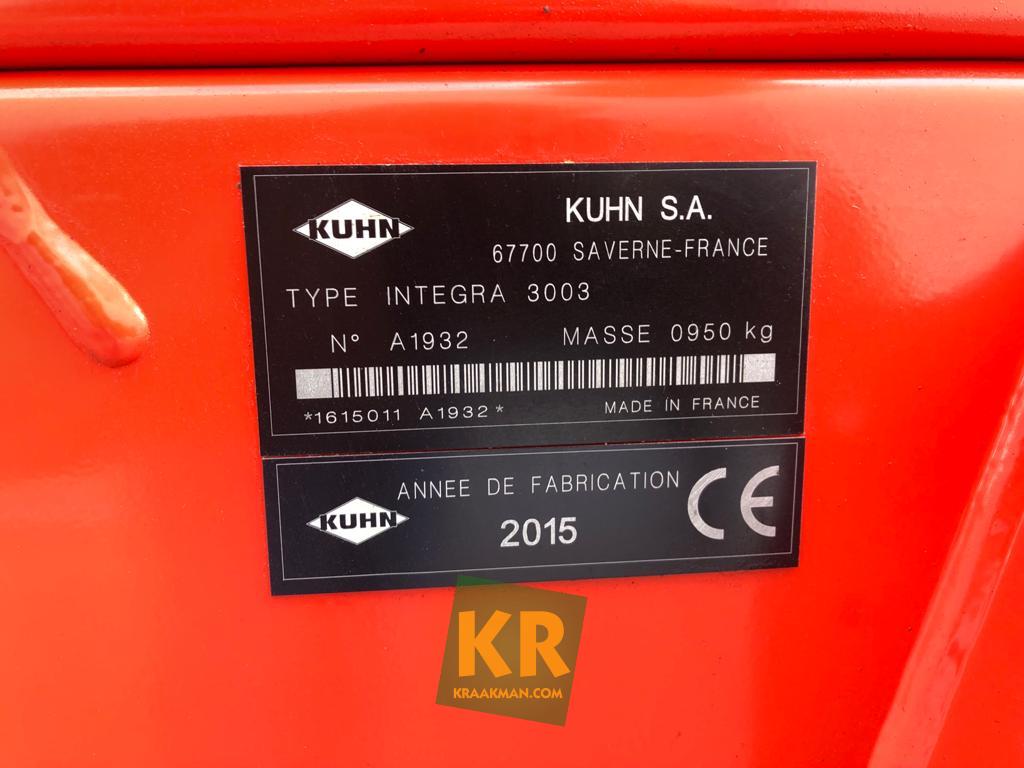 KUHN
KUHN S.A.
67700 SAVERNE-FRANCE
TYPE INTEGRA 3003
N° A1932 MASSE 0950 kg
*1615011 A1932* MADE IN FRANCE
KUHN
ANNEE DE FABRICATION
2015
CE
KR
KRAAKMAN.COM